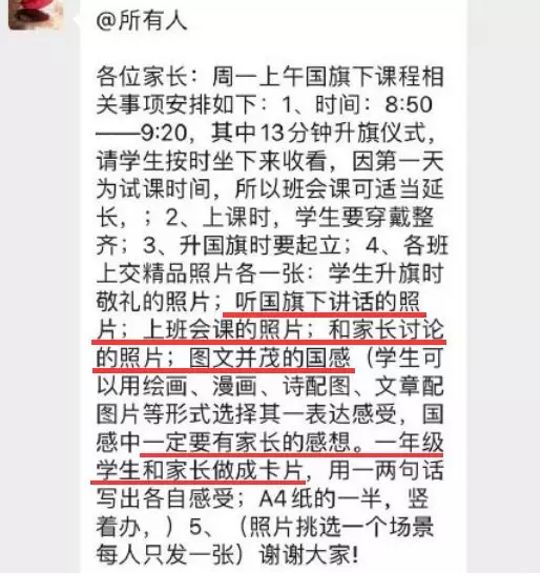 @所有人
各位家长：周一上午国旗下课程相
关事项安排如下：1、时间：8:50
——9:20，其中13分钟升旗仪式，
请学生按时坐下来收看，因第一天
为试课时间，所以班会课可适当延
长，；2、上课时，学生要穿戴整
齐；3、升国旗时要起立；4、各班
上交精品照片各一张：学生升旗时
敬礼的照片；听国旗下讲话的照
片；上班会课的照片；和家长讨论
的照片；图文并茂的国感（学生可
以用绘画、漫画、诗配图、文章配
图片等形式选择其一表达感受，国
感中一定要有家长的感想。一年级
学生和家长做成卡片，用一两句话
写出各自感受；A4纸的一半，竖
着办，）5、（照片挑选一个场景
每人只发一张）谢谢大家!